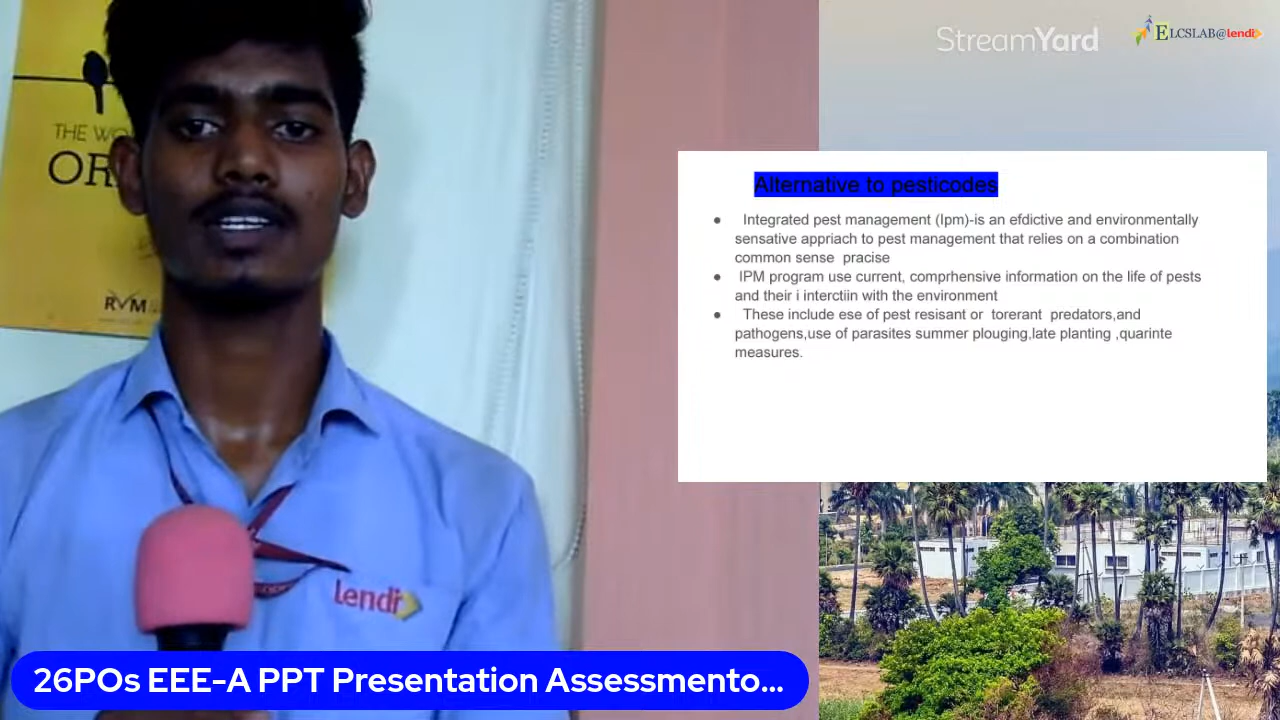 THE WO
OR
RVM
StreamYard
ELCSLAB@lendi
Alternative to pesticodes
Integrated pest management (Ipm)-is an efdictive and environmentally
sensative appriach to pest management that relies on a combination
common sense pracise
IPM program use current, comprhensive information on the life of pests
and their i interctiin with the environment
These include ese of pest resisant or torerant predators,and
pathogens,use of parasites summer plouging,late planting ,quarinte
measures.
lendi
26POs EEE-A PPT Presentation Assessmento...